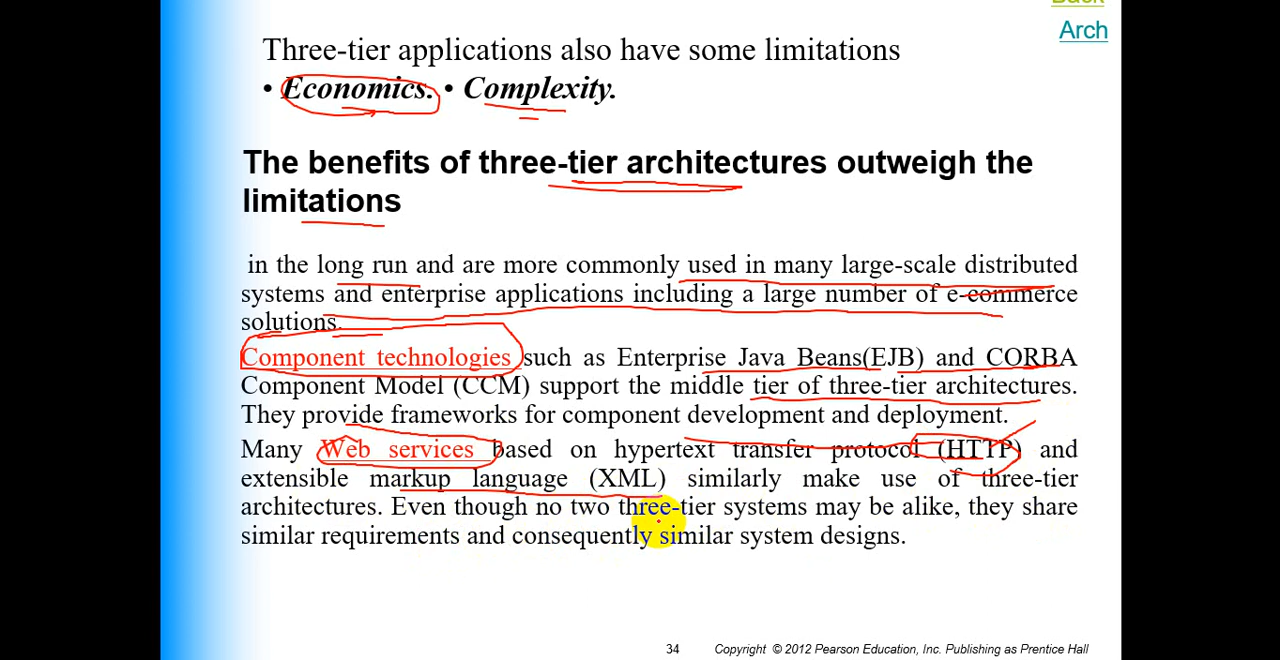 Back
Arch
Three-tier applications also have some limitations
• Economics. • Complexity.
The benefits of three-tier architectures outweigh the
limitations
in the long run and are more commonly used in many large-scale distributed
systems and enterprise applications including a large number of e-commerce
solutions.
Component technologies such as Enterprise Java Beans(EJB) and CORBA
Component Model (CCM) support the middle tier of three-tier architectures.
They provide frameworks for component development and deployment.
Many Web services based on hypertext transfer protocol (HTTP) and
extensible markup language (XML) similarly make use of three-tier
architectures. Even though no two three-tier systems may be alike, they share
similar requirements and consequently similar system designs.
34 Copyright © 2012 Pearson Education, Inc. Publishing as Prentice Hall